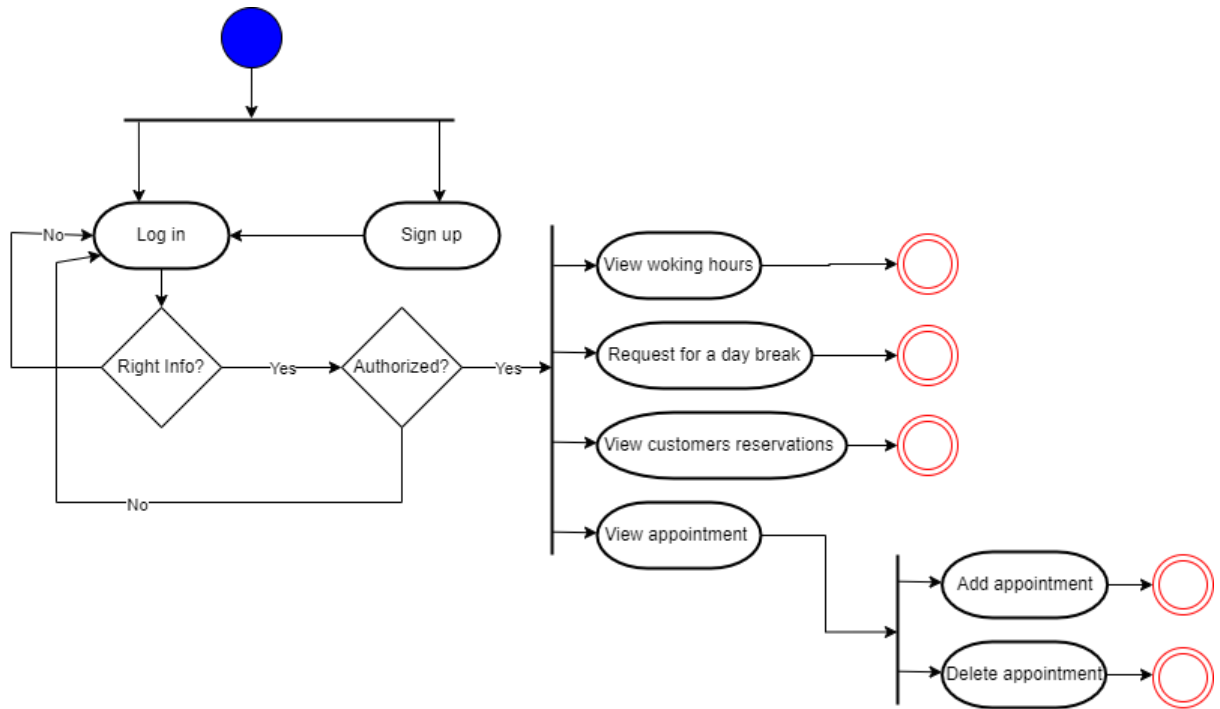 Log in
Sign up
No
View woking hours
Request for a day break
Right Info?
Yes
Authorized?
Yes
View customers reservations
No
View appointment
Add appointment
Delete appointment